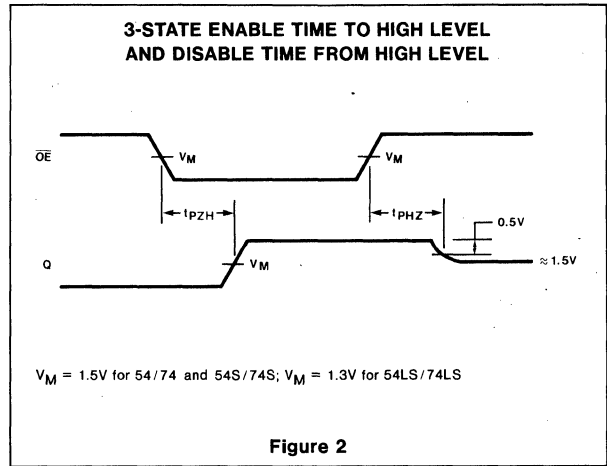 3-STATE ENABLE TIME TO HIGH LEVEL
AND DISABLE TIME FROM HIGH LEVEL
OE
VM
VM
tPZH
tPHZ
0.5V
Q
VM
≈ 1.5V
VM = 1.5V for 54/74 and 54S/74S; VM = 1.3V for 54LS/74LS
Figure 2